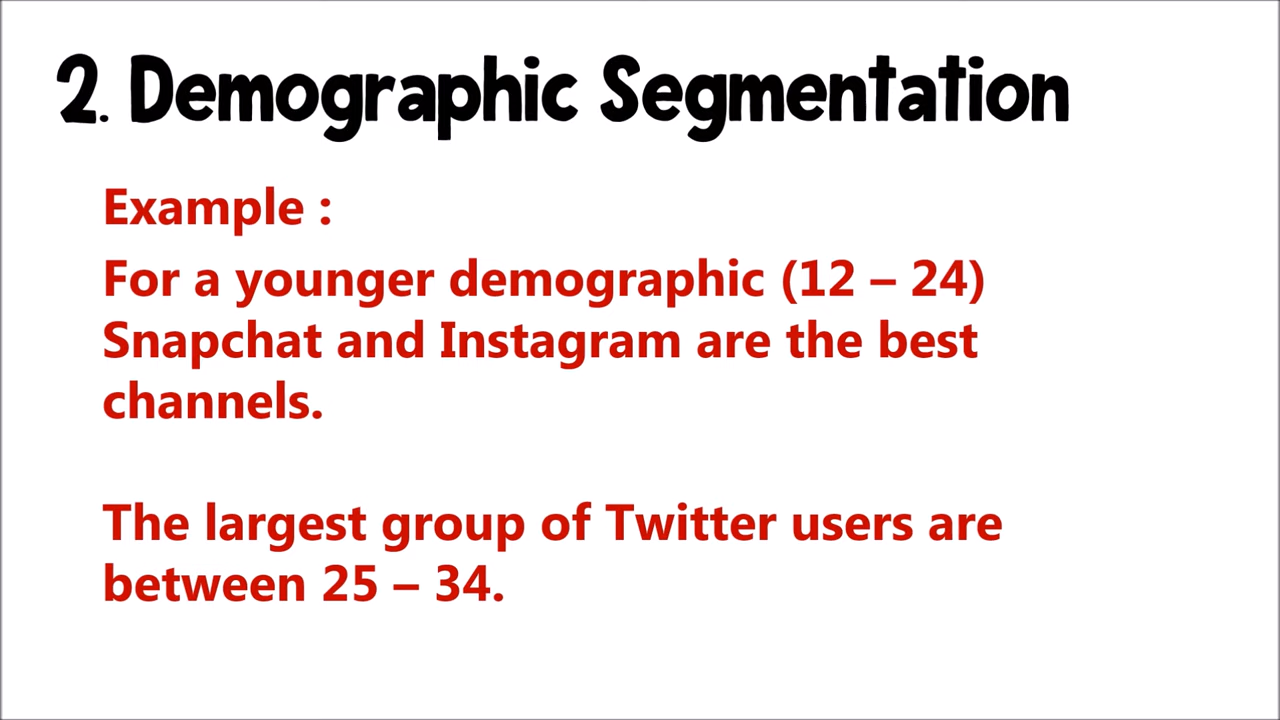 2. Demographic Segmentation
Example :
For a younger demographic (12 – 24)
Snapchat and Instagram are the best
channels.
The largest group of Twitter users are
between 25 – 34.